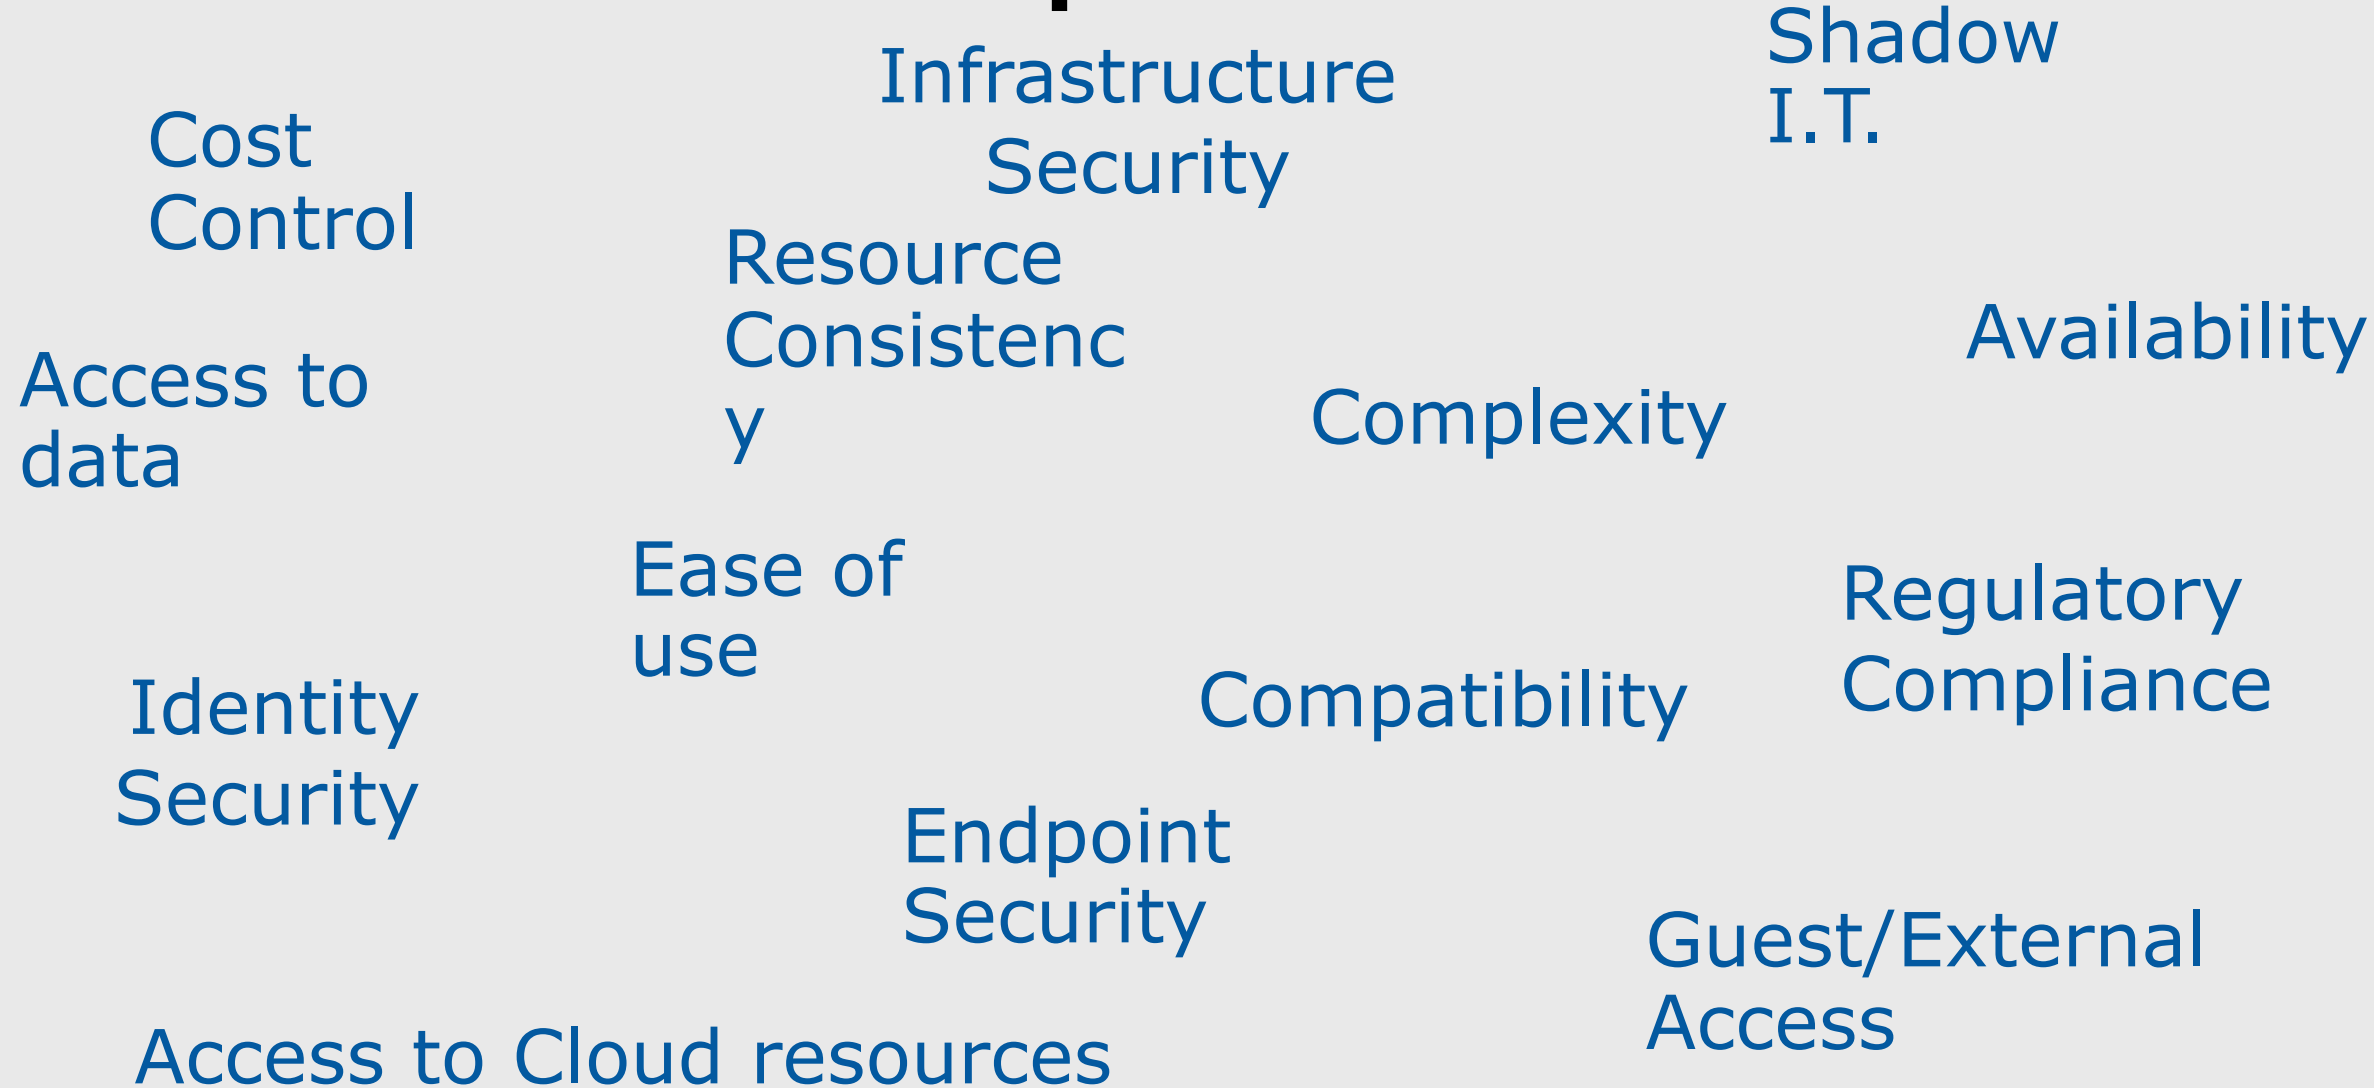 Shadow
I.T.
Infrastructure
Security
Cost
Control
Resource
Consistenc
y
Availability
Access to
data
Complexity
Ease of
use
Regulatory
Compliance
Identity
Security
Compatibility
Endpoint
Security
Guest/External
Access
Access to Cloud resources